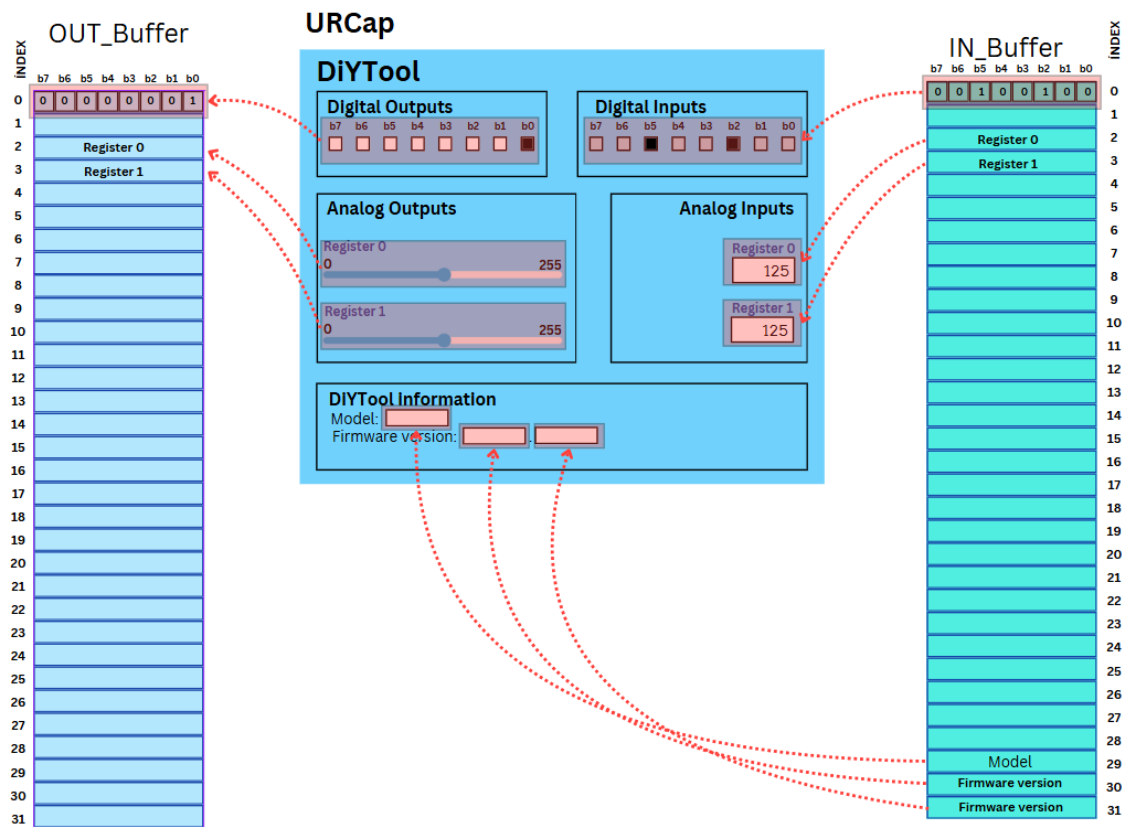 URCap
OUT_Buffer
ÍNDEX
b7 b6 b5 b4 b3 b2 b1 b0
0 0 0 0 0 0 0 0 1
1
2 Register 0
3 Register 1
4
5
6
7
8
9
10
11
12
13
14
15
16
17
18
19
20
21
22
23
24
25
26
27
28
29
30
31
DiYTool
Digital Outputs
b7 b6 b5 b4 b3 b2 b1 b0
Digital Inputs
b7 b6 b5 b4 b3 b2 b1 b0
Analog Outputs
Register 0
0 255
Register 1
0 255
Analog Inputs
Register 0
125
Register 1
125
DIYTool information
Model:
Firmware version: .
IN_Buffer
ÍNDEX
b7 b6 b5 b4 b3 b2 b1 b0
0 0 1 0 0 1 0 0 0
1
Register 0 2
Register 1 3
4
5
6
7
8
9
10
11
12
13
14
15
16
17
18
19
20
21
22
23
24
25
26
27
28
Model 29
Firmware version 30
Firmware version 31